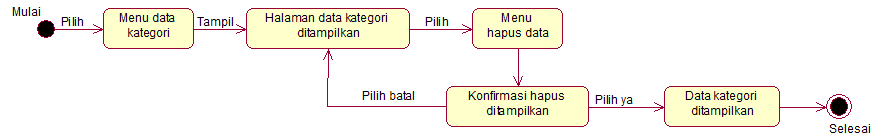 Mulai
Pilih
Menu data
kategori
Tampil
Halaman data kategori
ditampilkan
Pilih
Menu
hapus data
Pilih batal
Konfirmasi hapus
ditampilkan
Pilih ya
Data kategori
ditampilkan
Selesai